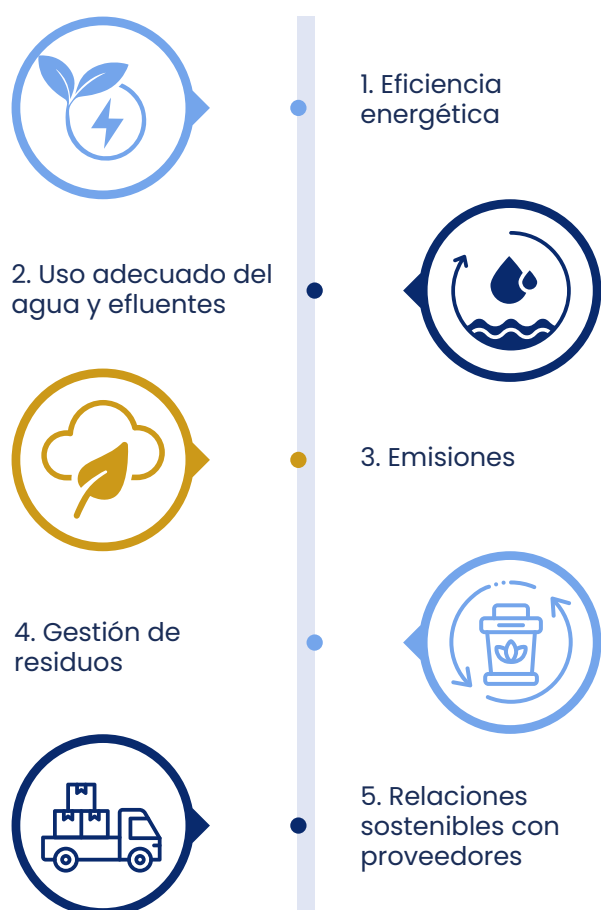 1. Eficiencia
energética
2. Uso adecuado del
agua y efluentes
3. Emisiones
4. Gestión de
residuos
5. Relaciones
sostenibles con
proveedores